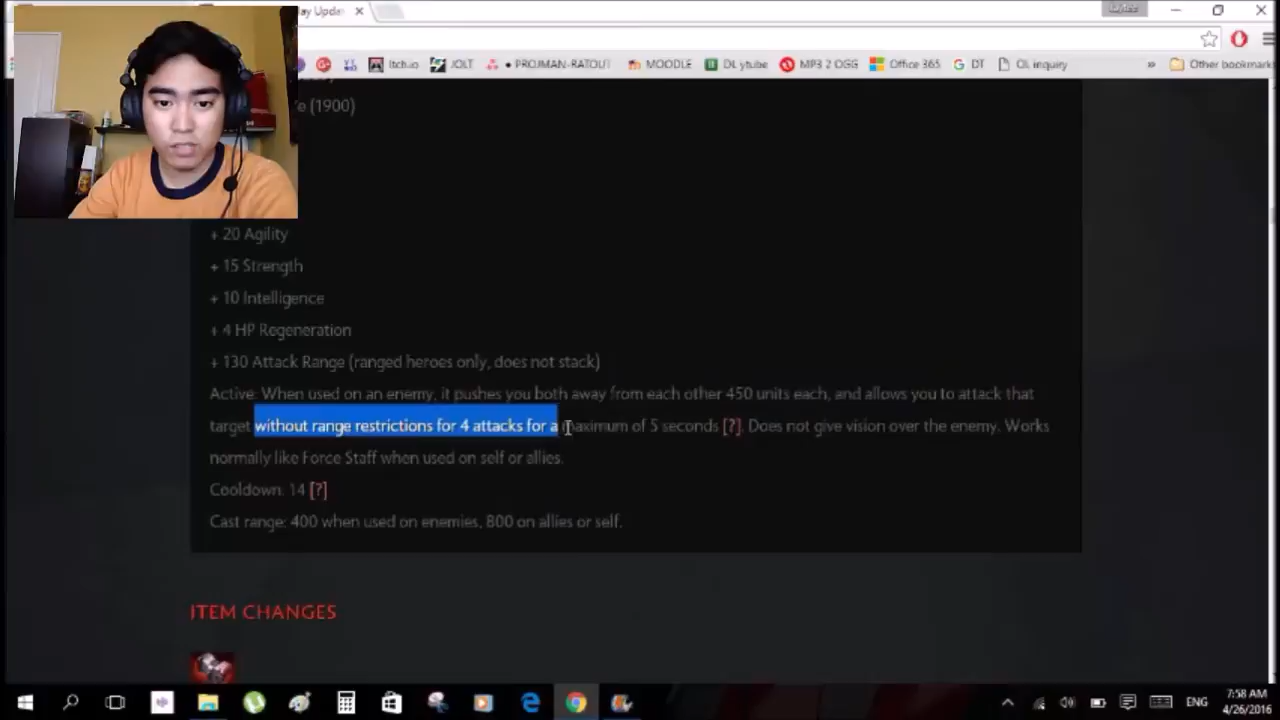 ay Upda
Itch.io
JOLT
• PROJMAN-RATOUT
MOODLE
DL ytube
MP3 2 OGG
Office 365
DT
OL inquiry
»
Other bookmarks
e (1900)
+ 20 Agility
+ 15 Strength
+ 10 Intelligence
+ 4 HP Regeneration
+ 130 Attack Range (ranged heroes only, does not stack)
Active: When used on an enemy, it pushes you both away from each other 450 units each, and allows you to attack that
target without range restrictions for 4 attacks for a maximum of 5 seconds [?]. Does not give vision over the enemy. Works
normally like Force Staff when used on self or allies.
Cooldown: 14 [?]
Cast range: 400 when used on enemies, 800 on allies or self.
ITEM CHANGES
ENG
7:58 AM
4/26/2016